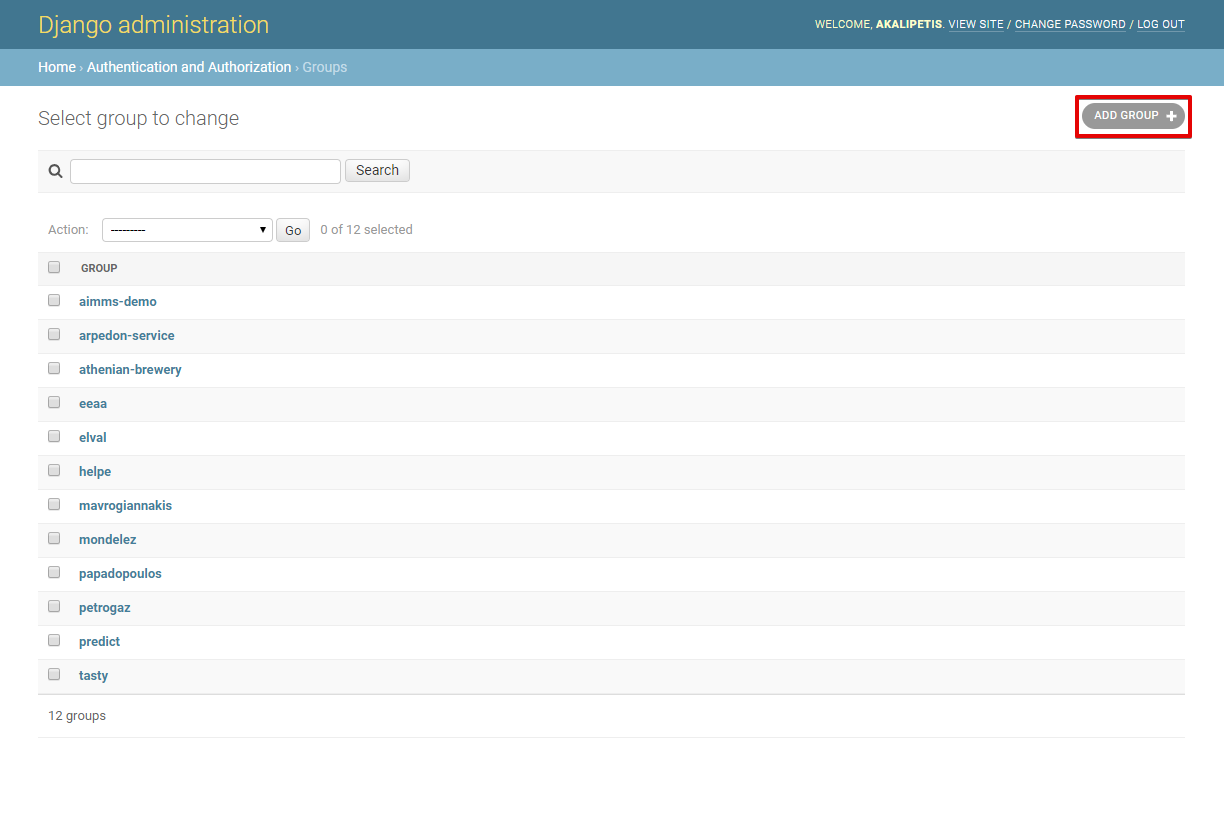 Django administration
WELCOME, AKALIPETIS. VIEW SITE / CHANGE PASSWORD / LOG OUT
Home › Authentication and Authorization › Groups
Select group to change
ADD GROUP +
Search
Action: --------- Go 0 of 12 selected
GROUP
aimms-demo
arpedon-service
athenian-brewery
eeaa
elval
helpe
mavrogiannakis
mondelez
papadopoulos
petrogaz
predict
tasty
12 groups